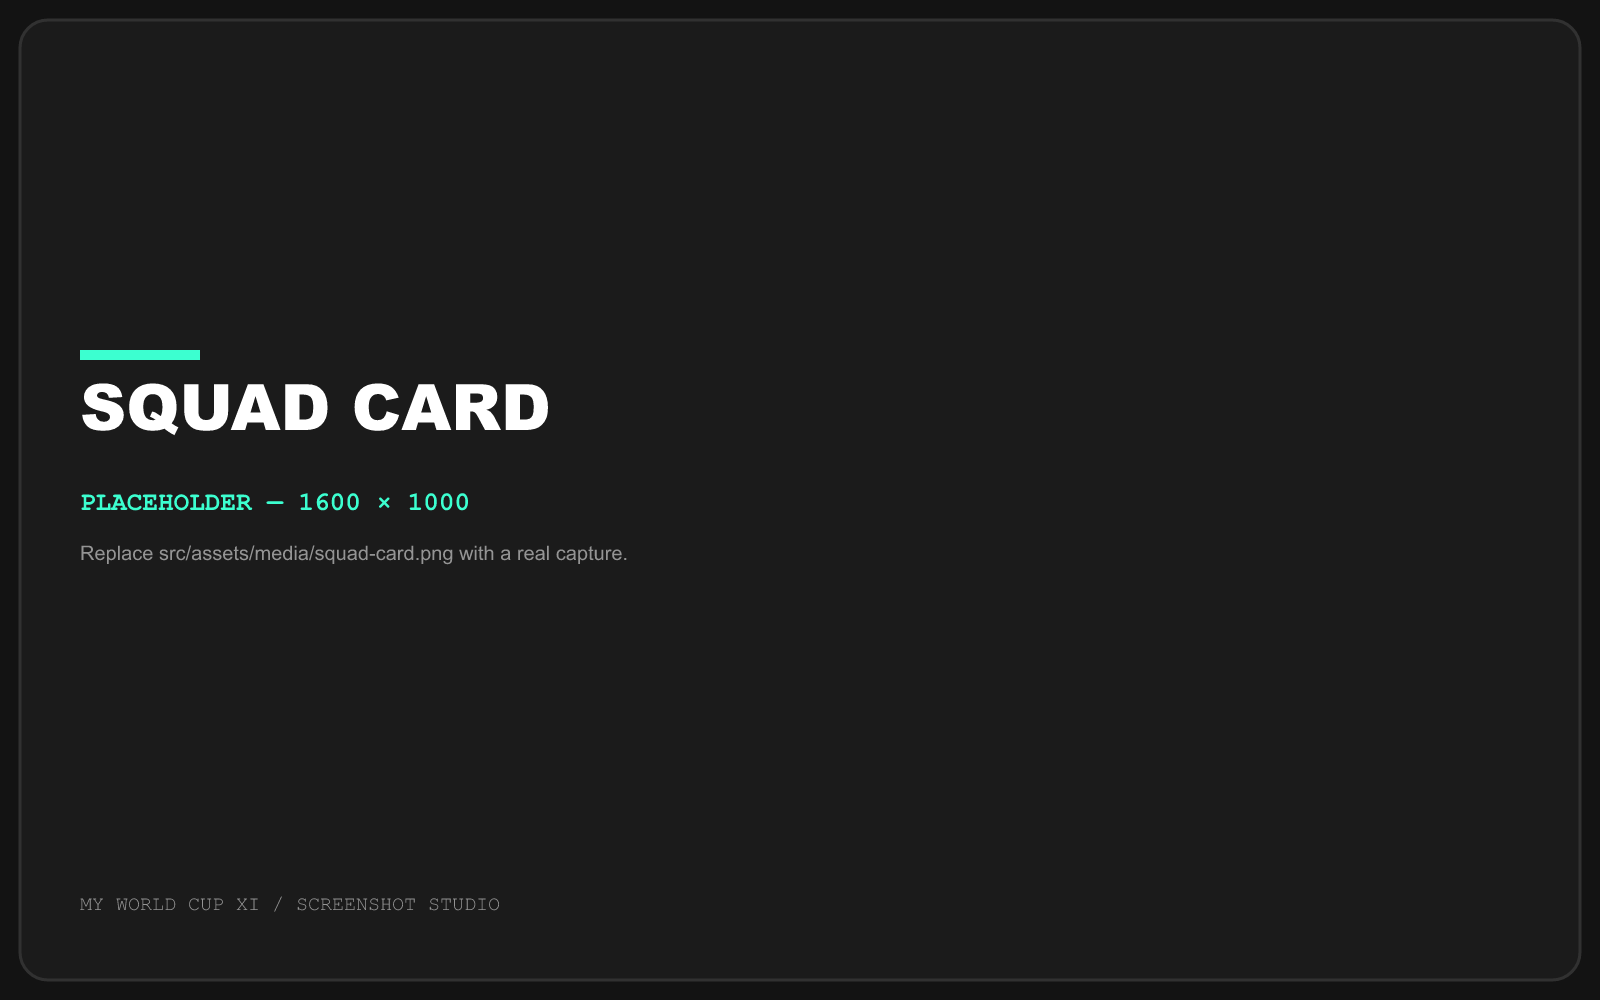 SQUAD CARD
PLACEHOLDER — 1600 × 1000
Replace src/assets/media/squad-card.png with a real capture.
MY WORLD CUP XI / SCREENSHOT STUDIO